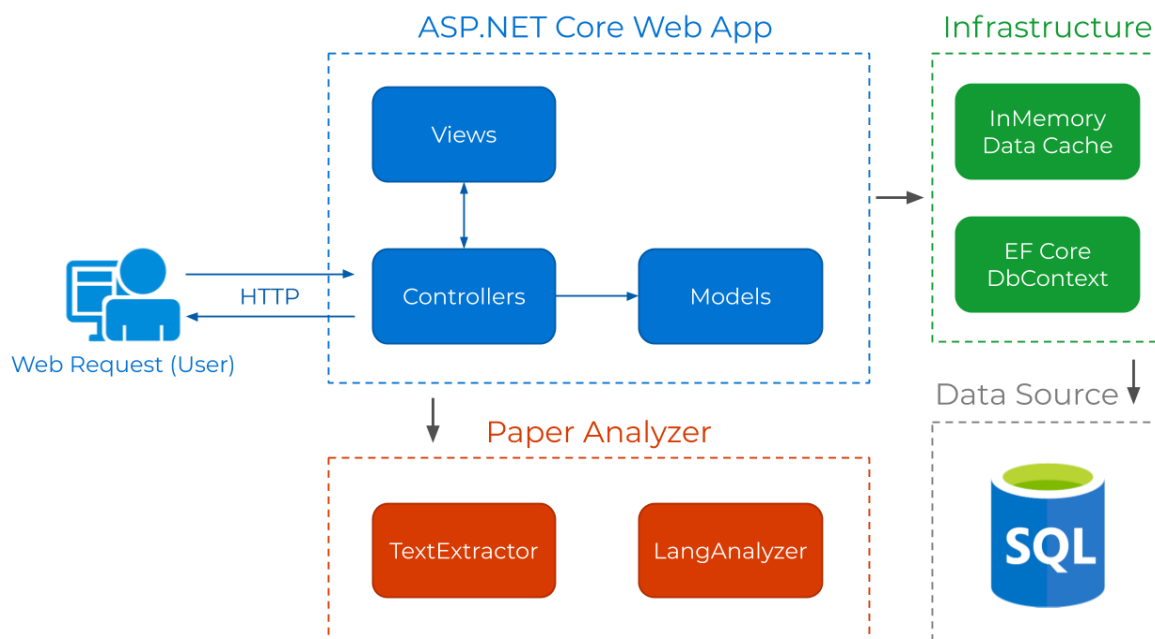 ASP.NET Core Web App
Infrastructure
Views
InMemory
Data Cache
EF Core
DbContext
Controllers
Models
HTTP
Web Request (User)
Data Source
Paper Analyzer
TextExtractor
LangAnalyzer
SQL